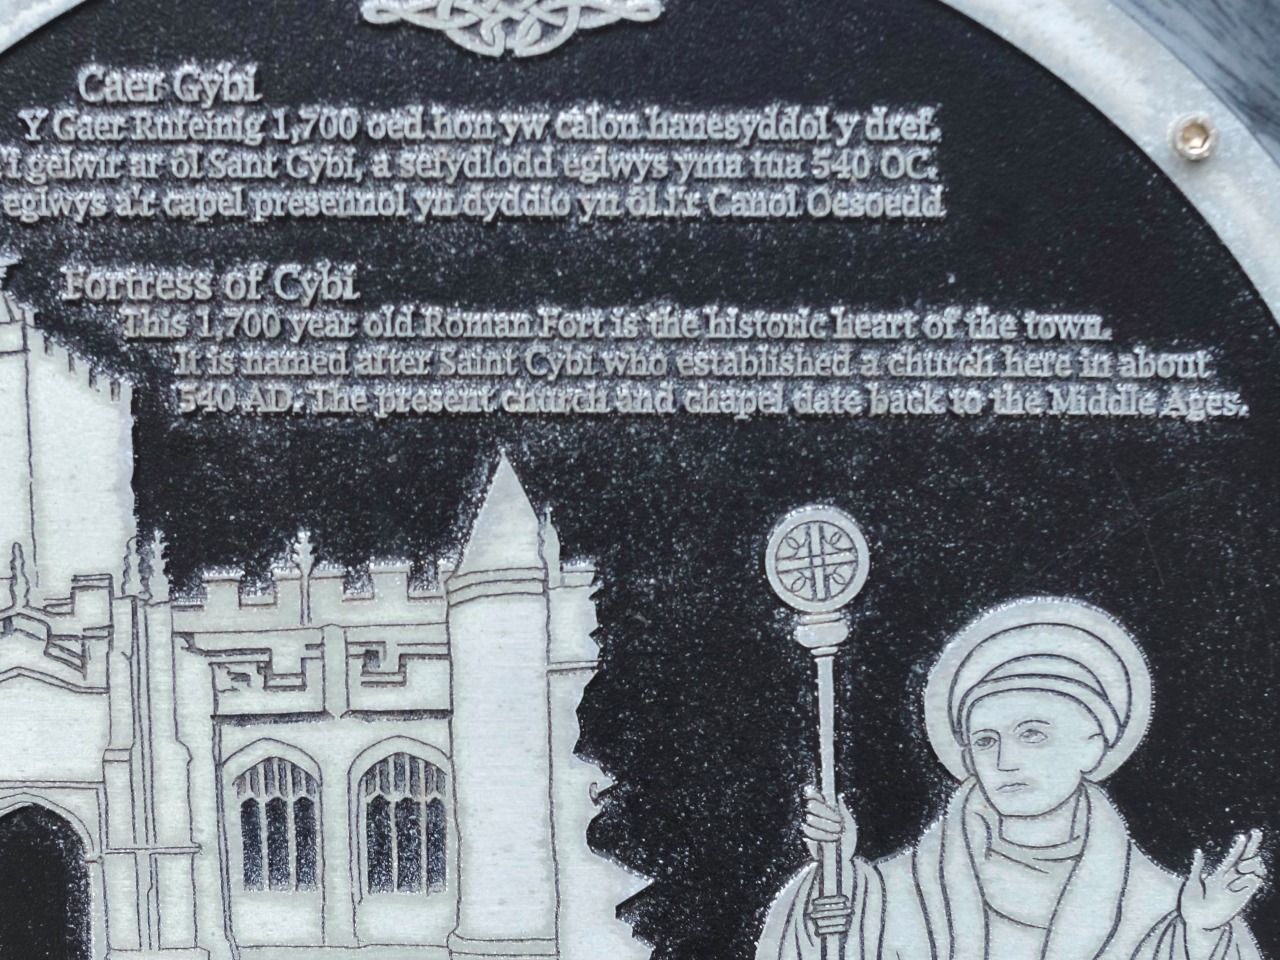 Caer Gybi
Y Gaer Rufeinig 1,700 oed hon yw calon hanesyddol y dref.
i gelwir ar ôl Sant Cybi, a sefydlodd eglwys yma tua 540 OC.
eglwys a'r capel presennol yn dyddio yn ôl i'r Canol Oesoedd
Fortress of Cybi
This 1,700 year old Roman Fort is the historic heart of the town.
It is named after Saint Cybi who established a church here in about
540 AD. The present church and chapel date back to the Middle Ages.